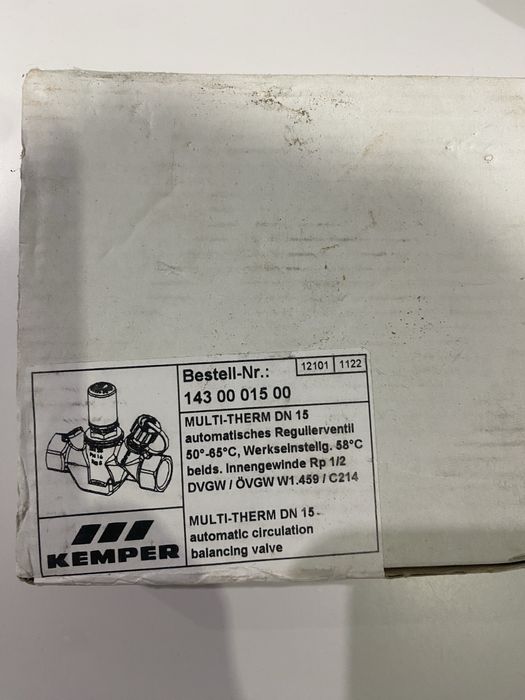 Bestell-Nr.:
12101 1122
143 00 015 00
MULTI-THERM DN 15
automatisches Regulierventil
50°-65°C, Werkseinstellg. 58°C
beids. Innengewinde Rp 1/2
DVGW / ÖVGW W1.459 / C214
MULTI-THERM DN 15
automatic circulation
balancing valve
KEMPER